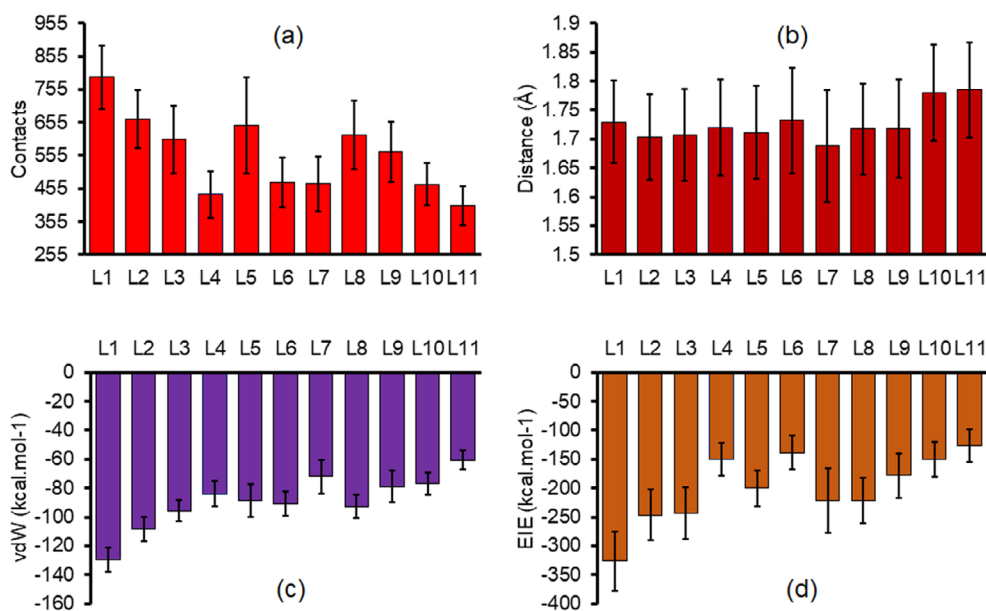 (a)
Contacts
955
855
755
655
555
455
355
255
L1 L2 L3 L4 L5 L6 L7 L8 L9 L10 L11
(b)
Distance (Å)
1.9
1.85
1.8
1.75
1.7
1.65
1.6
1.55
1.5
L1 L2 L3 L4 L5 L6 L7 L8 L9 L10 L11
L1 L2 L3 L4 L5 L6 L7 L8 L9 L10 L11
vdW (kcal.mol-1)
0
-20
-40
-60
-80
-100
-120
-140
-160
(c)
L1 L2 L3 L4 L5 L6 L7 L8 L9 L10 L11
EIE (kcal.mol-1)
0
-50
-100
-150
-200
-250
-300
-350
-400
(d)